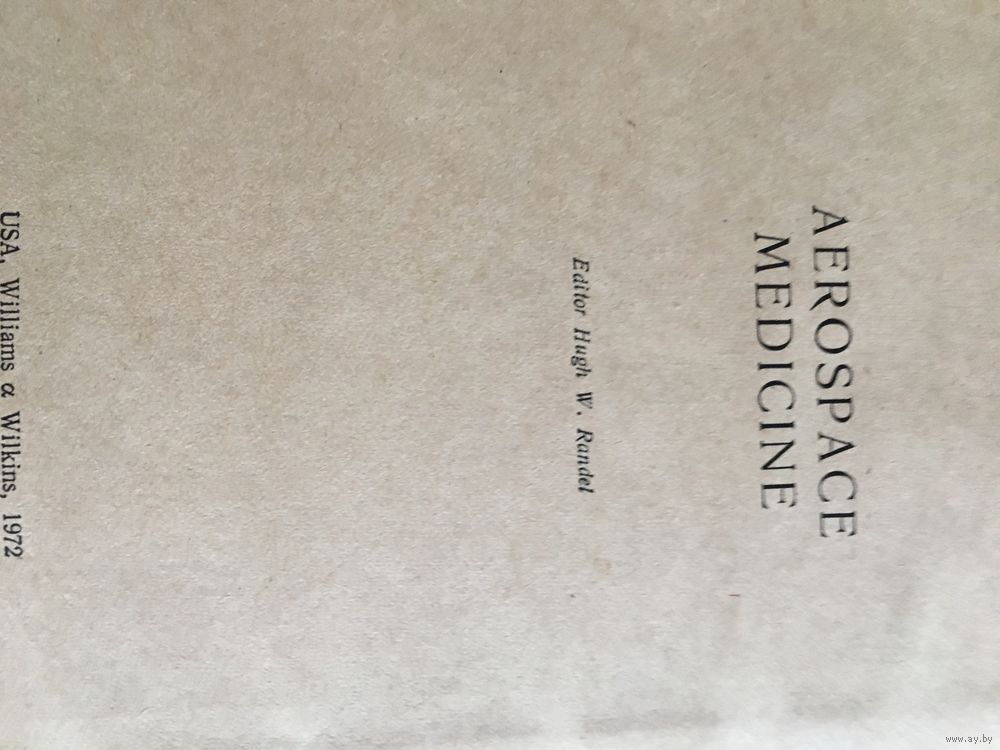 AEROSPACE
MEDICINE
Editor Hugh W. Randel
USA, Williams α Wilkins, 1972
www.ay.by